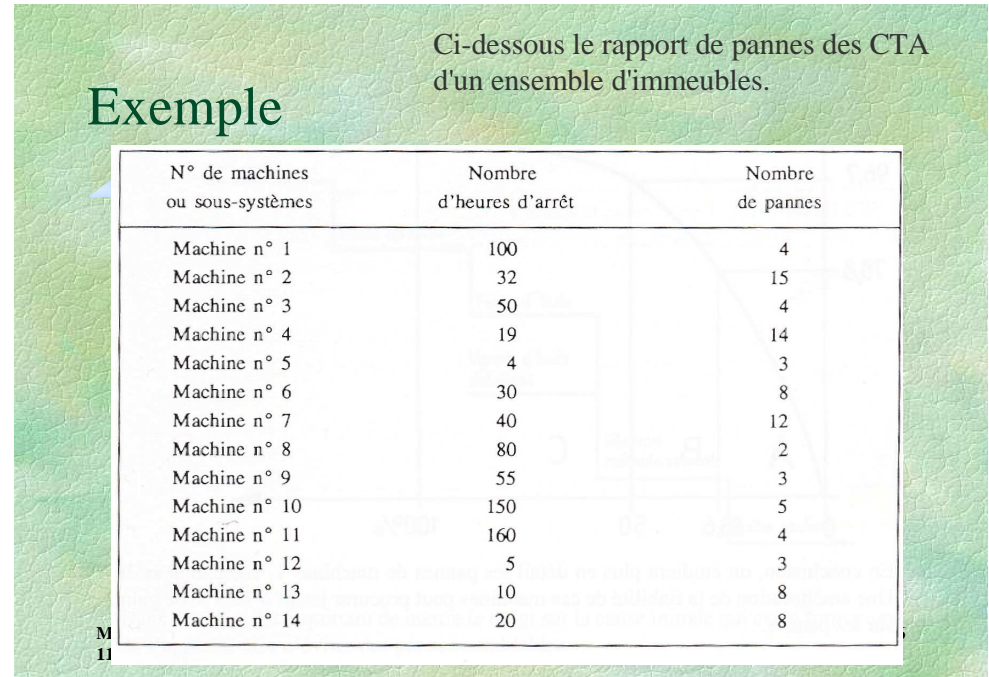 Ci-dessous le rapport de pannes des CTA
d'un ensemble d'immeubles.
Exemple
N° de machines Nombre Nombre
ou sous-systèmes d'heures d'arrêt de pannes
Machine n° 1 100 4
Machine n° 2 32 15
Machine n° 3 50 4
Machine n° 4 19 14
Machine n° 5 4 3
Machine n° 6 30 8
Machine n° 7 40 12
Machine n° 8 80 2
Machine n° 9 55 3
Machine n° 10 150 5
Machine n° 11 160 4
Machine n° 12 5 3
Machine n° 13 10 8
Machine n° 14 20 8
M
11